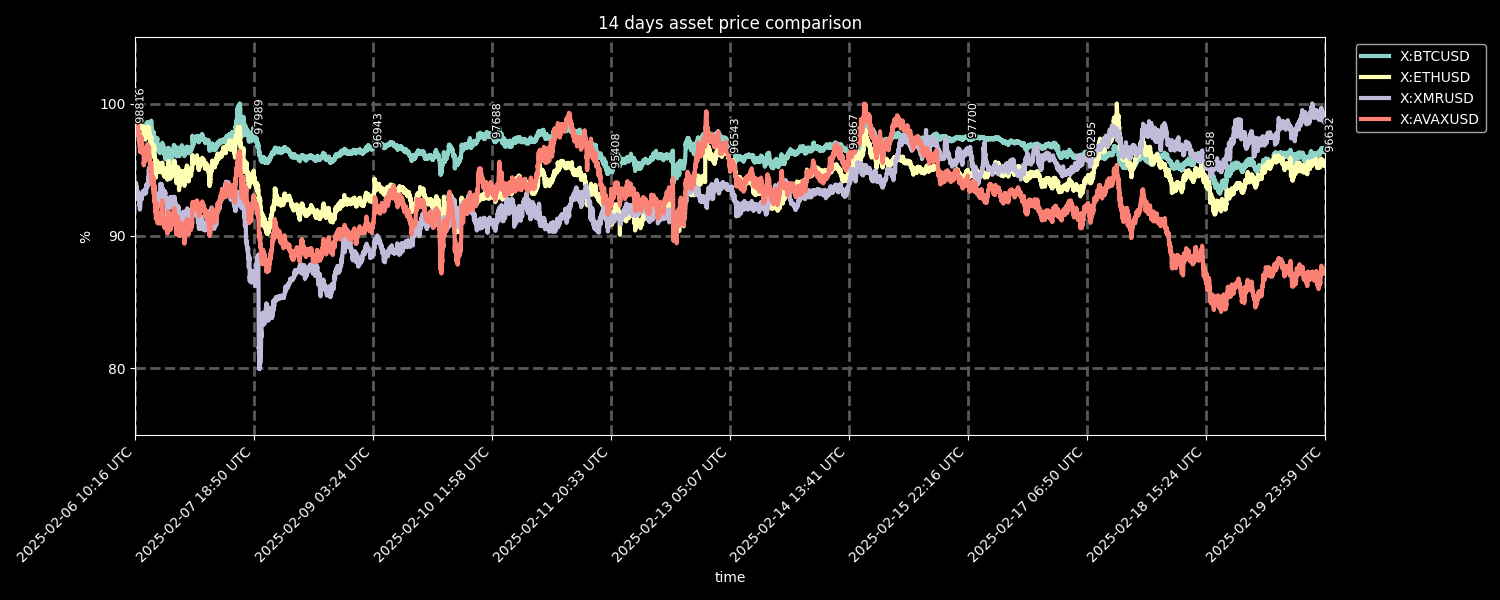 14 days asset price comparison
X:BTCUSD
X:ETHUSD
X:XMRUSD
X:AVAXUSD
100
90
80
%
98816
97989
96943
97688
95408
96543
96867
97700
96295
95558
96632
2025-02-06 10:16 UTC
2025-02-07 18:50 UTC
2025-02-09 03:24 UTC
2025-02-10 11:58 UTC
2025-02-11 20:33 UTC
2025-02-13 05:07 UTC
2025-02-14 13:41 UTC
2025-02-15 22:16 UTC
2025-02-17 06:50 UTC
2025-02-18 15:24 UTC
2025-02-19 23:59 UTC
time